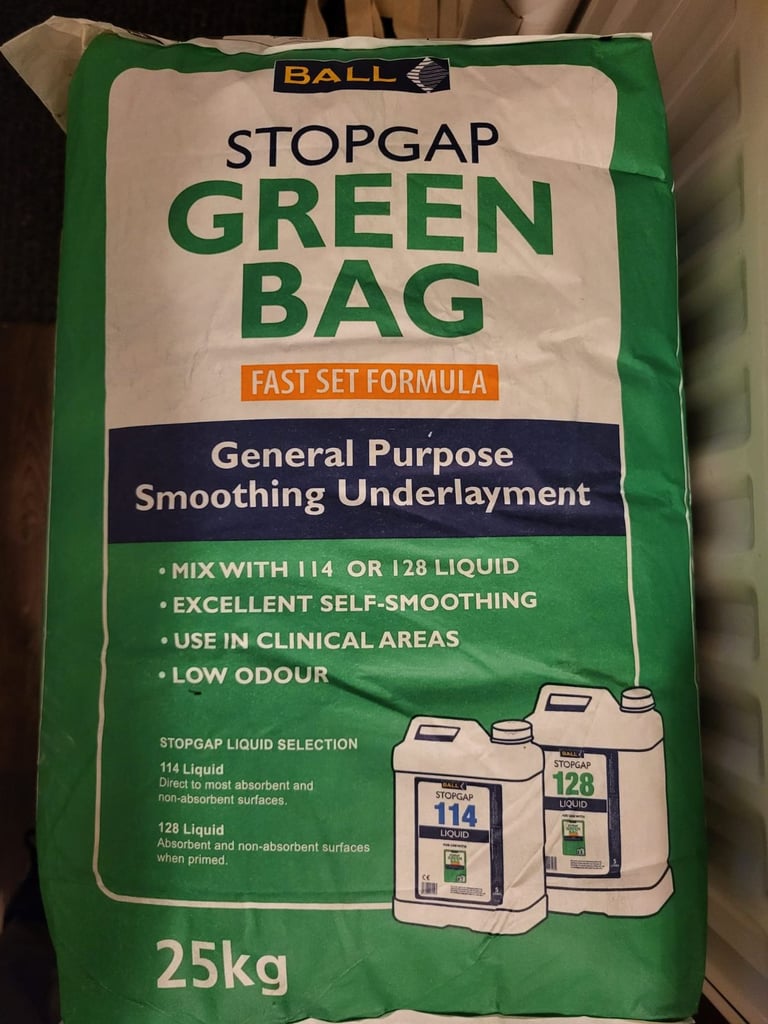 BALL
STOPGAP
GREEN
BAG
FAST SET FORMULA
General Purpose
Smoothing Underlayment
• MIX WITH 114 OR 128 LIQUID
• EXCELLENT SELF-SMOOTHING
• USE IN CLINICAL AREAS
• LOW ODOUR
STOPGAP LIQUID SELECTION
114 Liquid
Direct to most absorbent and
non-absorbent surfaces.
128 Liquid
Absorbent and non-absorbent surfaces
when primed.
BALL
STOPGAP
114
LIQUID
GREEN
BAG
BALL
STOPGAP
128
LIQUID
25kg